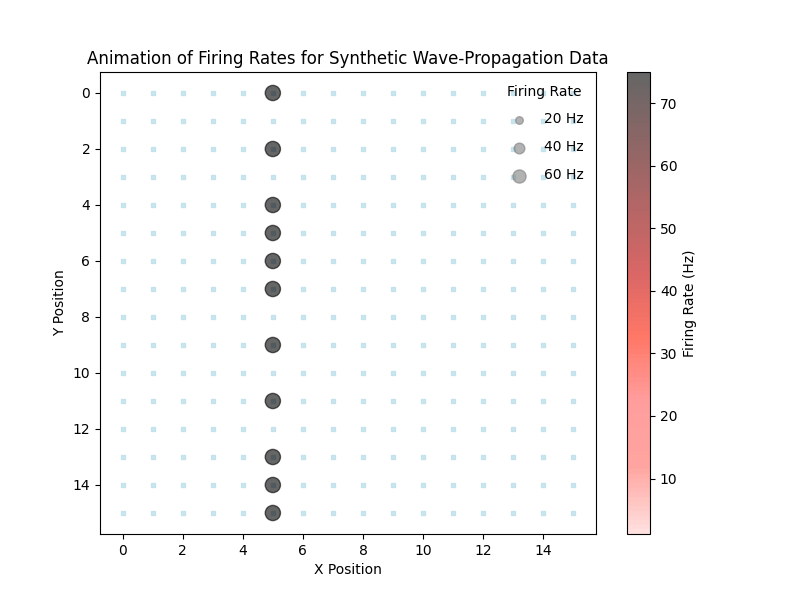 Animation of Firing Rates for Synthetic Wave-Propagation Data
Firing Rate
20 Hz
40 Hz
60 Hz
0
2
4
6
8
10
12
14
Y Position
0
2
4
6
8
10
12
14
X Position
70
60
50
40
30
20
10
Firing Rate (Hz)